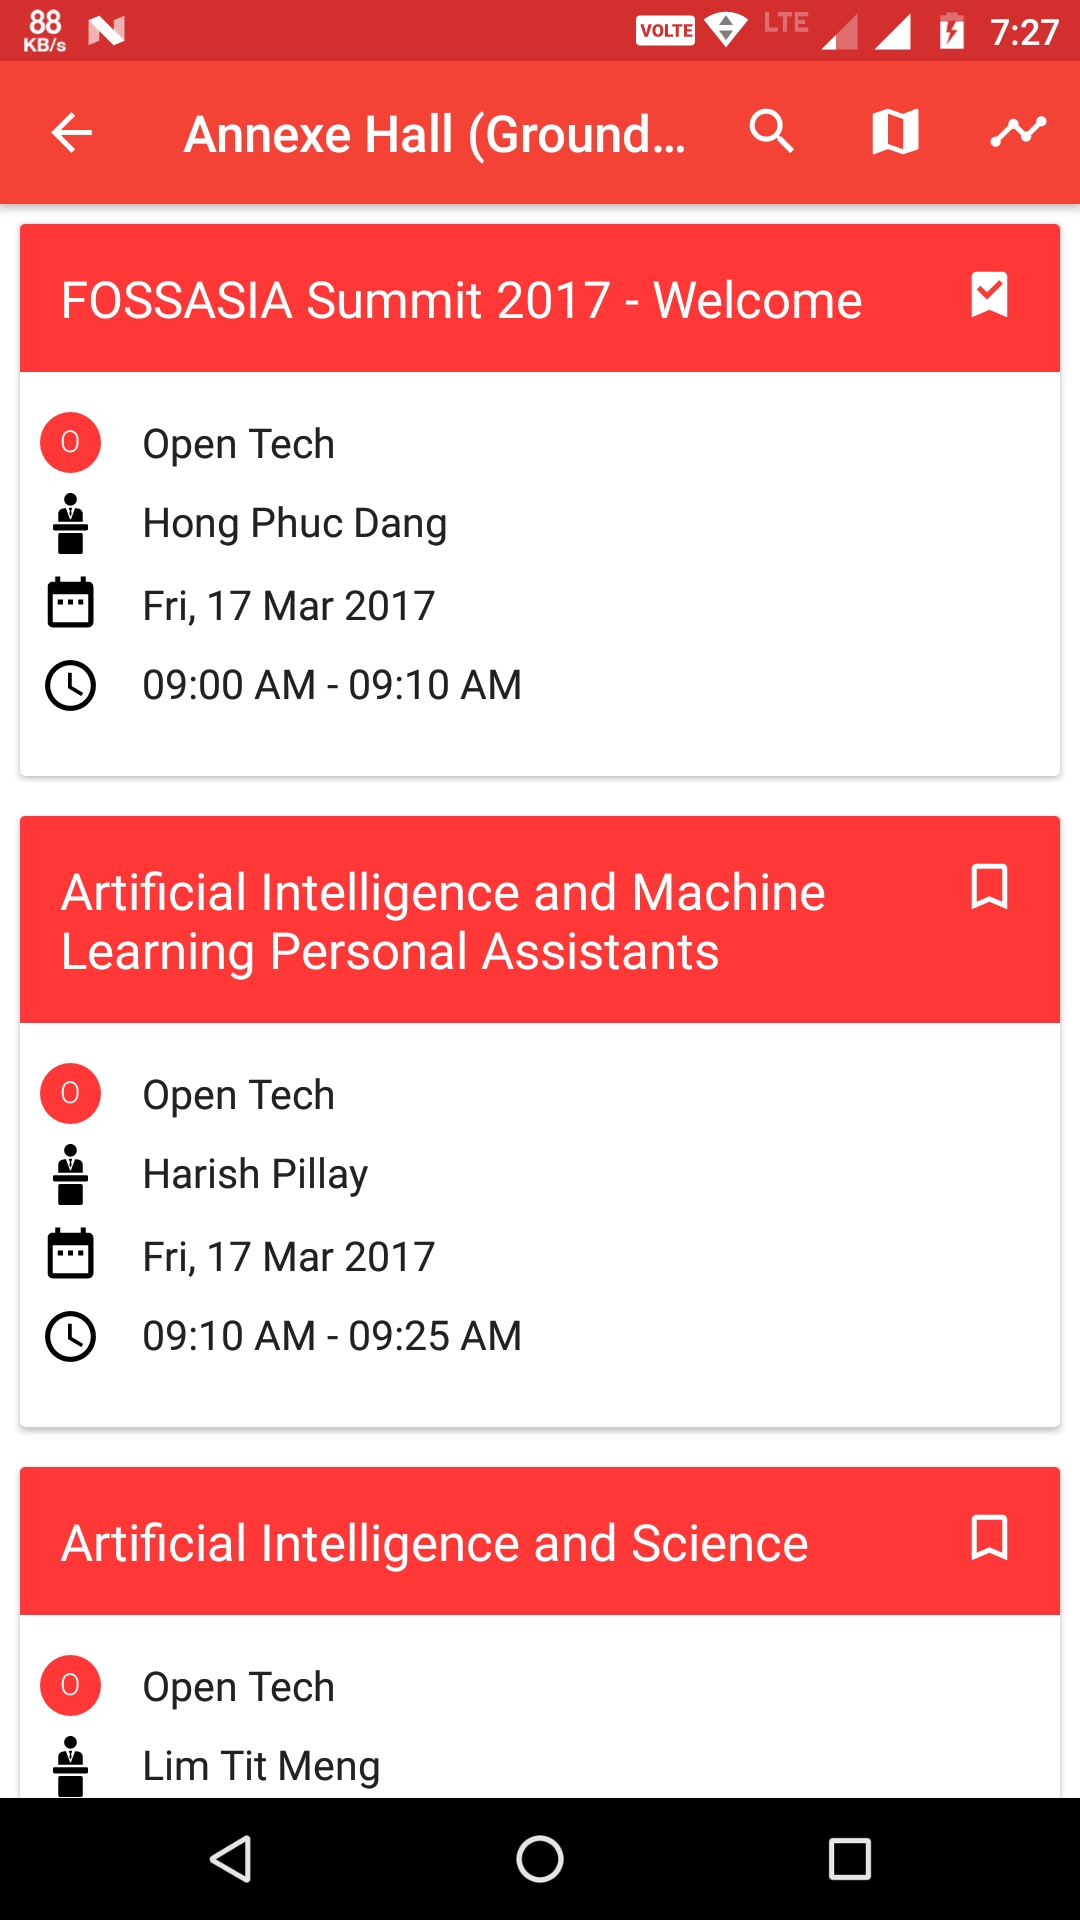 88
KB/s
VOLTE
LTE
7:27
Annexe Hall (Ground...
FOSSASIA Summit 2017 - Welcome
O
Open Tech
Hong Phuc Dang
Fri, 17 Mar 2017
09:00 AM - 09:10 AM
Artificial Intelligence and Machine
Learning Personal Assistants
O
Open Tech
Harish Pillay
Fri, 17 Mar 2017
09:10 AM - 09:25 AM
Artificial Intelligence and Science
O
Open Tech
Lim Tit Meng